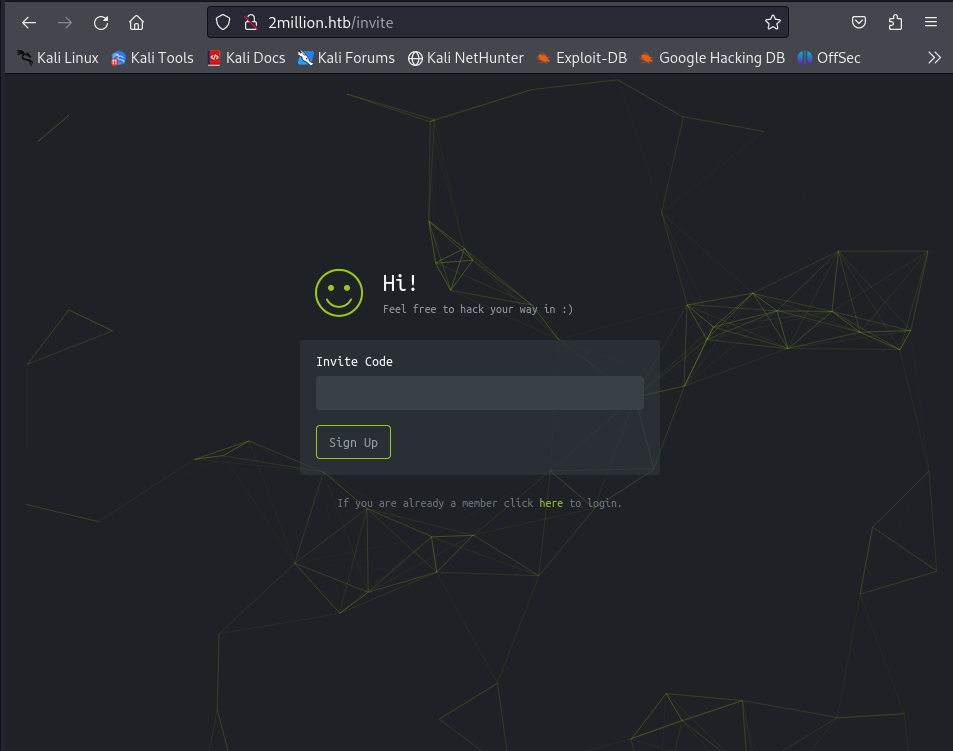 2million.htb/invite
Kali Linux Kali Tools Kali Docs Kali Forums Kali NetHunter Exploit-DB Google Hacking DB OffSec
Hi!
Feel free to hack your way in :)
Invite Code
Sign Up
If you are already a member click here to login.